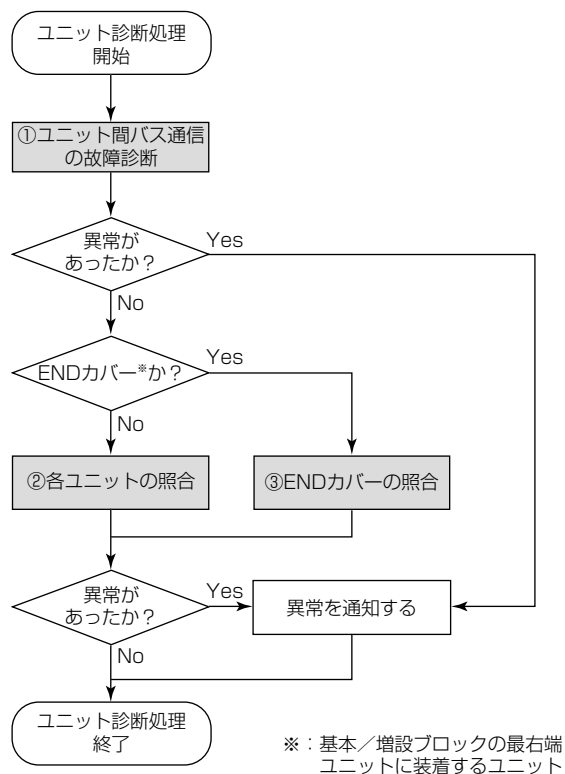 ユニット診断処理
開始
①ユニット間バス通信
の故障診断
異常が
あったか？
Yes
No
ENDカバー※か？
Yes
No
②各ユニットの照合
③ENDカバーの照合
異常が
あったか？
Yes
異常を通知する
No
ユニット診断処理
終了
※：基本／増設ブロックの最右端
ユニットに装着するユニット